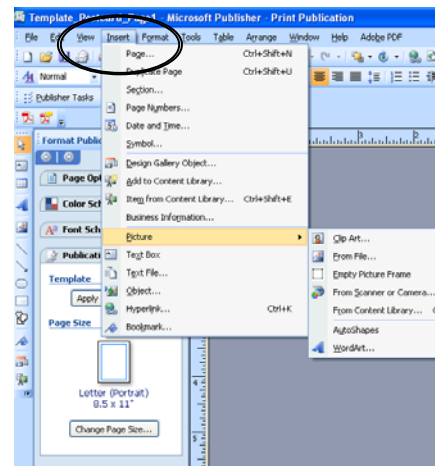 Template_Postcard_Page1 - Microsoft Publisher - Print Publication
File Edit View Insert Format Tools Table Arrange Window Help Adobe PDF
Normal
Publisher Tasks
Format Public
Page Opt
Color Sch
Font Sch
Publicati
Template
Apply
Page Size
Letter (Portrait)
8.5 x 11"
Change Page Size...
Page... Ctrl+Shift+N
Duplicate Page Ctrl+Shift+U
Section...
Page Numbers...
Date and Time...
Symbol...
Design Gallery Object...
Add to Content Library...
Item from Content Library... Ctrl+Shift+E
Business Information...
Picture
Text Box
Text File...
Object...
Hyperlink... Ctrl+K
Bookmark...
Clip Art...
From File...
Empty Picture Frame
From Scanner or Camera...
From Content Library...
AutoShapes
WordArt...
3
4
5